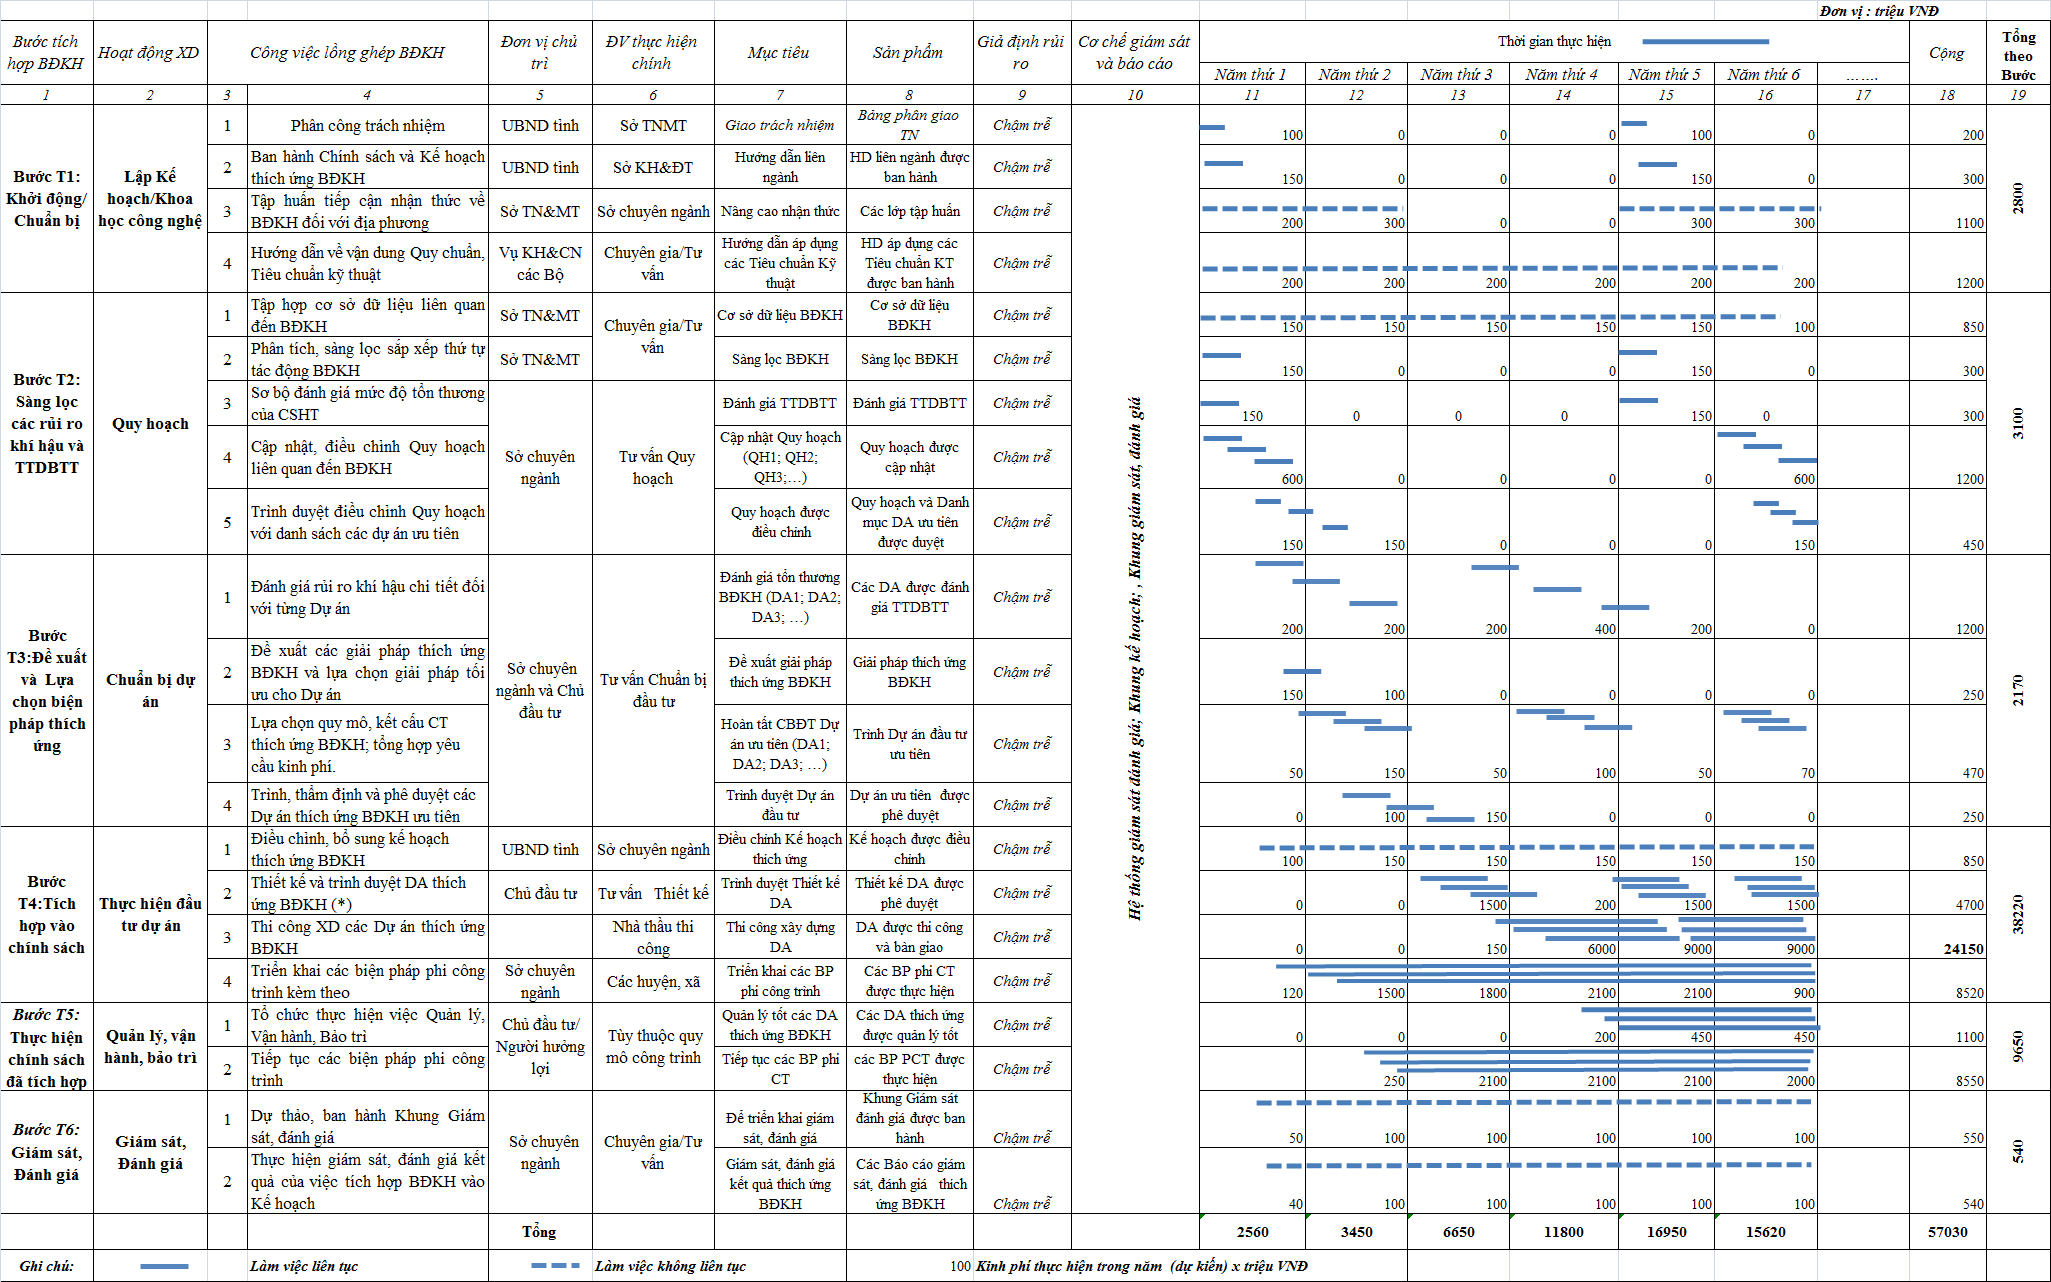 Đơn vị : triệu VNĐ
Bước tích hợp BĐKH | Hoạt động XD | Công việc lồng ghép BĐKH | Đơn vị chủ trì | ĐV thực hiện chính | Mục tiêu | Sản phẩm | Giả định rủi ro | Cơ chế giám sát và báo cáo | Thời gian thực hiện | Cộng | Tổng theo Bước
Năm thứ 1 | Năm thứ 2 | Năm thứ 3 | Năm thứ 4 | Năm thứ 5 | Năm thứ 6 | …….
1 | 2 | 3 | 4 | 5 | 6 | 7 | 8 | 9 | 10 | 11 | 12 | 13 | 14 | 15 | 16 | 17 | 18 | 19
Hệ thống giám sát đánh giá; Khung kế hoạch; , Khung giám sát, đánh giá
Bước T1: Khởi động/ Chuẩn bị | Lập Kế hoạch/Khoa học công nghệ | 2800
1 | Phân công trách nhiệm | UBND tỉnh | Sở TNMT | Giao trách nhiệm | Bảng phân giao TN | Chậm trễ | 100 | 0 | 0 | 0 | 100 | 0 | 200
2 | Ban hành Chính sách và Kế hoạch thích ứng BĐKH | UBND tỉnh | Sở KH&ĐT | Hướng dẫn liên ngành | HD liên ngành được ban hành | Chậm trễ | 150 | 0 | 0 | 0 | 150 | 0 | 300
3 | Tập huấn tiếp cận nhận thức về BĐKH đối với địa phương | Sở TN&MT | Sở chuyên ngành | Nâng cao nhận thức | Các lớp tập huấn | Chậm trễ | 200 | 300 | 0 | 0 | 300 | 300 | 1100
4 | Hướng dẫn về vận dung Quy chuẩn, Tiêu chuẩn kỹ thuật | Vụ KH&CN các Bộ | Chuyên gia/Tư vấn | Hướng dẫn áp dụng các Tiêu chuẩn Kỹ thuật | HD áp dụng các Tiêu chuẩn KT được ban hành | Chậm trễ | 200 | 200 | 200 | 200 | 200 | 200 | 1200
Bước T2: Sàng lọc các rủi ro khí hậu và TTDBTT | Quy hoạch | 3100
1 | Tập hợp cơ sở dữ liệu liên quan đến BĐKH | Sở TN&MT | Chuyên gia/Tư vấn | Cơ sở dữ liệu BĐKH | Cơ sở dữ liệu BĐKH | Chậm trễ | 150 | 150 | 150 | 150 | 150 | 100 | 850
2 | Phân tích, sàng lọc sắp xếp thứ tự tác động BĐKH | Sở TN&MT | Sàng lọc BĐKH | Sàng lọc BĐKH | Chậm trễ | 150 | 0 | 0 | 0 | 150 | 0 | 300
3 | Sơ bộ đánh giá mức độ tổn thương của CSHT | Sở chuyên ngành | Tư vấn Quy hoạch | Đánh giá TTDBTT | Đánh giá TTDBTT | Chậm trễ | 150 | 0 | 0 | 0 | 150 | 0 | 300
4 | Cập nhật, điều chỉnh Quy hoạch liên quan đến BĐKH | Cập nhật Quy hoạch (QH1; QH2; QH3;…) | Quy hoạch được cập nhật | Chậm trễ | 600 | 0 | 0 | 0 | 0 | 600 | 1200
5 | Trình duyệt điều chỉnh Quy hoạch với danh sách các dự án ưu tiên | Quy hoạch được điều chỉnh | Quy hoạch và Danh mục DA ưu tiên được duyệt | Chậm trễ | 150 | 150 | 0 | 0 | 0 | 150 | 450
Bước T3:Đề xuất và Lựa chọn biện pháp thích ứng | Chuẩn bị dự án | 2170
1 | Đánh giá rủi ro khí hậu chi tiết đối với từng Dự án | Sở chuyên ngành và Chủ đầu tư | Tư vấn Chuẩn bị đầu tư | Đánh giá tổn thương BĐKH (DA1; DA2; DA3; …) | Các DA được đánh giá TTDBTT | Chậm trễ | 200 | 200 | 200 | 400 | 200 | 0 | 1200
2 | Đề xuất các giải pháp thích ứng BĐKH và lựa chọn giải pháp tối ưu cho Dự án | Đề xuất giải pháp thích ứng BĐKH | Giải pháp thích ứng BĐKH | Chậm trễ | 150 | 100 | 0 | 0 | 0 | 0 | 250
3 | Lựa chọn quy mô, kết cấu CT thích ứng BĐKH; tổng hợp yêu cầu kinh phí. | Hoàn tất CBĐT Dự án ưu tiên (DA1; DA2; DA3; …) | Trình Dự án đầu tư ưu tiên | Chậm trễ | 50 | 150 | 50 | 100 | 50 | 70 | 470
4 | Trình, thẩm định và phê duyệt các Dự án thích ứng BĐKH ưu tiên | Trình duyệt Dự án đầu tư | Dự án ưu tiên được phê duyệt | Chậm trễ | 0 | 100 | 150 | 0 | 0 | 0 | 250
Bước T4:Tích hợp vào chính sách | Thực hiện đầu tư dự án | 38220
1 | Điều chỉnh, bổ sung kế hoạch thích ứng BĐKH | UBND tỉnh | Sở chuyên ngành | Điều chỉnh Kế hoạch thích ứng | Kế hoạch được điều chỉnh | Chậm trễ | 100 | 150 | 150 | 150 | 150 | 150 | 850
2 | Thiết kế và trình duyệt DA thích ứng BĐKH (*) | Chủ đầu tư | Tư vấn Thiết kế | Trình duyệt Thiết kế DA | Thiết kế DA được phê duyệt | Chậm trễ | 0 | 0 | 1500 | 200 | 1500 | 1500 | 4700
3 | Thi công XD các Dự án thích ứng BĐKH | Nhà thầu thi công | Thi công xây dựng DA | DA được thi công và bàn giao | Chậm trễ | 0 | 0 | 150 | 6000 | 9000 | 9000 | 24150
4 | Triển khai các biện pháp phi công trình kèm theo | Sở chuyên ngành | Các huyện, xã | Triển khai các BP phi công trình | Các BP phi CT được thực hiện | Chậm trễ | 120 | 1500 | 1800 | 2100 | 2100 | 900 | 8520
Bước T5: Thực hiện chính sách đã tích hợp | Quản lý, vận hành, bảo trì | 9650
1 | Tổ chức thực hiện việc Quản lý, Vận hành, Bảo trì | Chủ đầu tư/ Người hưởng lợi | Tùy thuộc quy mô công trình | Quản lý tốt các DA thích ứng BĐKH | Các DA thích ứng được quản lý tốt | Chậm trễ | 0 | 0 | 0 | 200 | 450 | 450 | 1100
2 | Tiếp tục các biện pháp phi công trình | Tiếp tục các BP phi CT | các BP PCT được thực hiện | Chậm trễ | 250 | 2100 | 2100 | 2100 | 2000 | 8550
Bước T6: Giám sát, Đánh giá | Giám sát, Đánh giá | 540
1 | Dự thảo, ban hành Khung Giám sát, đánh giá | Sở chuyên ngành | Chuyên gia/Tư vấn | Để triển khai giám sát, đánh giá | Khung Giám sát đánh giá được ban hành | Chậm trễ | 50 | 100 | 100 | 100 | 100 | 100 | 550
2 | Thực hiện giám sát, đánh giá kết quả của việc tích hợp BĐKH vào Kế hoạch | Giám sát, đánh giá kết quả thích ứng BĐKH | Các Báo cáo giám sát, đánh giá thích ứng BĐKH | Chậm trễ | 40 | 100 | 100 | 100 | 100 | 100 | 540
Tổng | 2560 | 3450 | 6650 | 11800 | 16950 | 15620 | 57030
Ghi chú: | Làm việc liên tục | Làm việc không liên tục | 100 Kinh phí thực hiện trong năm (dự kiến) x triệu VNĐ